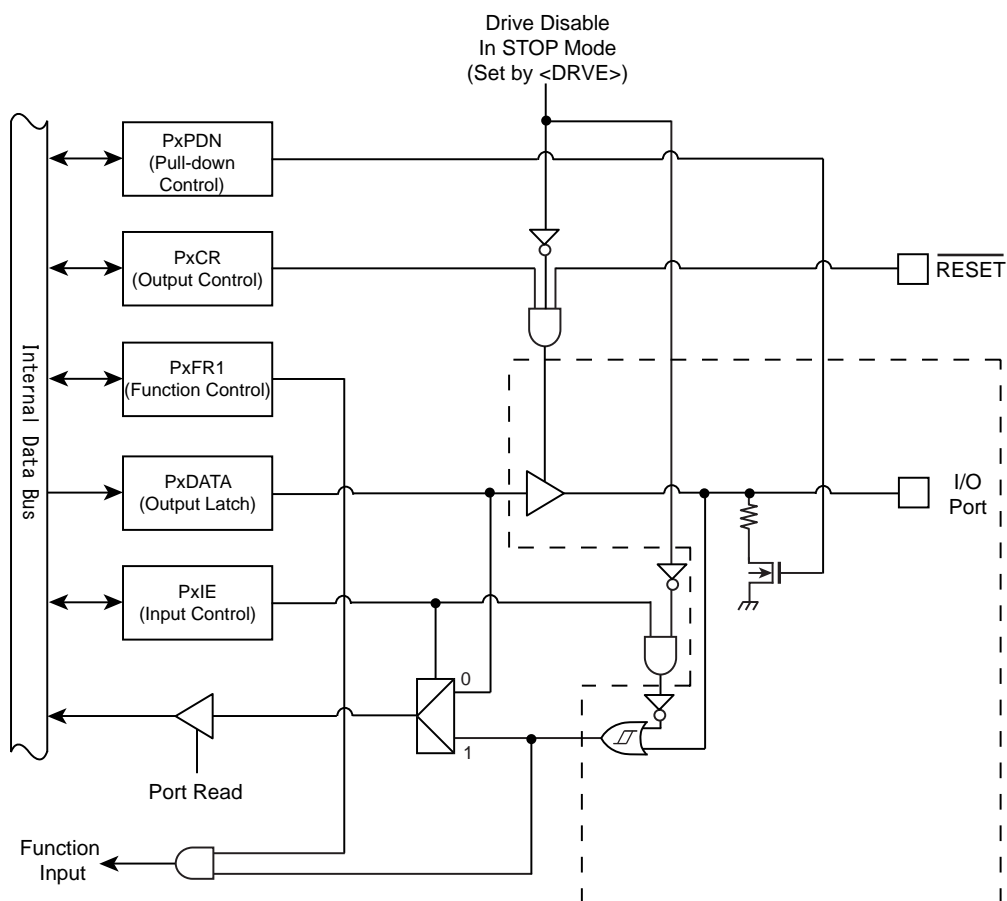 Drive Disable
In STOP Mode
(Set by <DRVE>)
PxPDN
(Pull-down
Control)
PxCR
(Output Control)
RESET
Internal Data Bus
PxFR1
(Function Control)
PxDATA
(Output Latch)
I/O
Port
PxIE
(Input Control)
0
1
Port Read
Function
Input